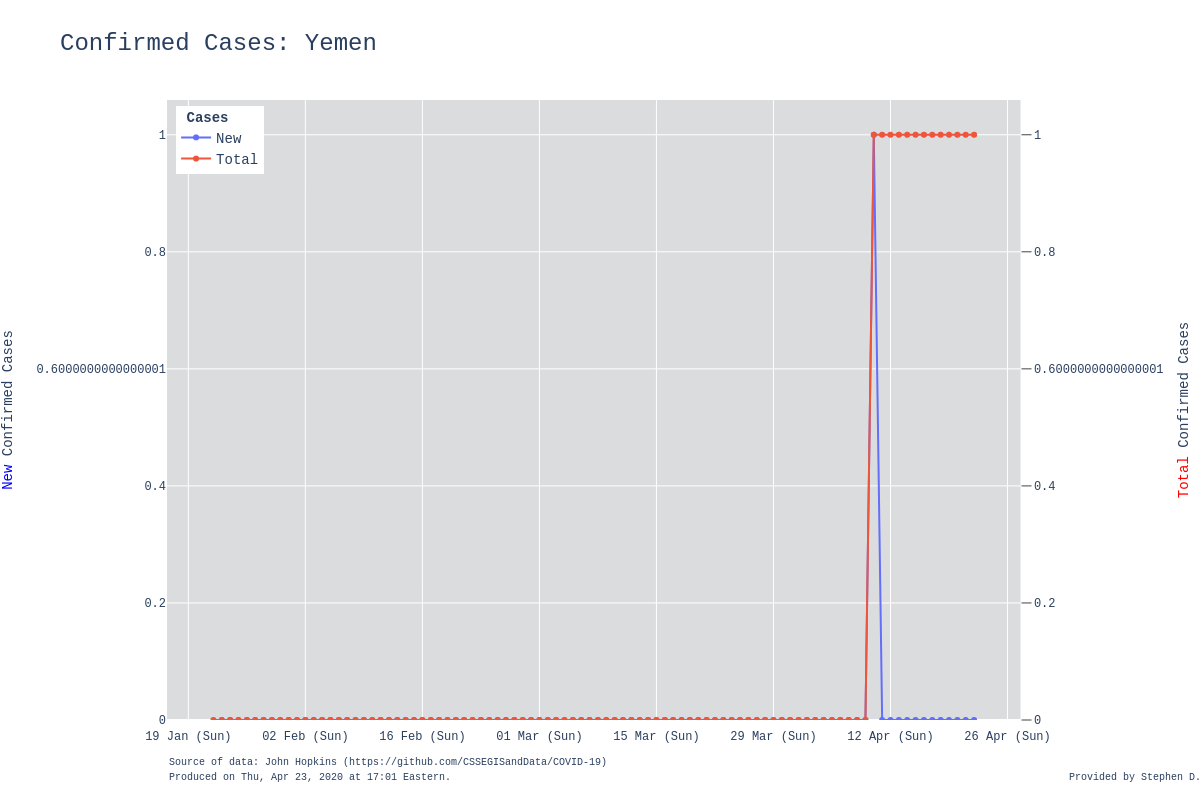 Confirmed Cases: Yemen
Cases
New
Total
1
0.8
0.6000000000000001
0.4
0.2
0
1
0.8
0.6000000000000001
0.4
0.2
0
New Confirmed Cases
Total Confirmed Cases
19 Jan (Sun) 02 Feb (Sun) 16 Feb (Sun) 01 Mar (Sun) 15 Mar (Sun) 29 Mar (Sun) 12 Apr (Sun) 26 Apr (Sun)
Source of data: John Hopkins (https://github.com/CSSEGISandData/COVID-19)
Produced on Thu, Apr 23, 2020 at 17:01 Eastern.
Provided by Stephen D.